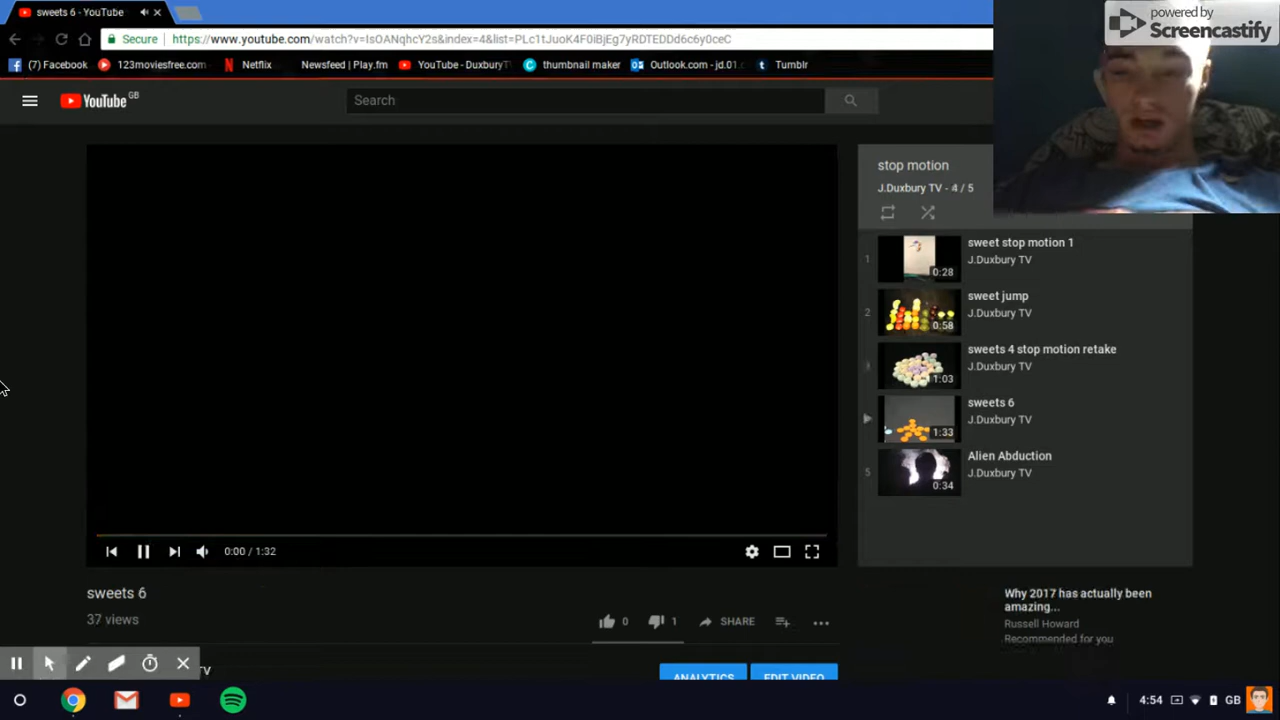 sweets 6 - YouTube
powered by
Screencastify
Secure
https://www.youtube.com/watch?v=IsOANqhcY2s&index=4&list=PLc1tJuoK4F0iBjEg7yRDTEDDd6c6y0ceC
(7) Facebook
123moviesfree.com
Netflix
Newsfeed | Play.fm
YouTube - DuxburyT
thumbnail maker
Outlook.com - jd.01.
Tumblr
YouTube GB
Search
stop motion
J.Duxbury TV - 4 / 5
1
0:28
sweet stop motion 1
J.Duxbury TV
2
0:58
sweet jump
J.Duxbury TV
1:03
sweets 4 stop motion retake
J.Duxbury TV
1:33
sweets 6
J.Duxbury TV
5
0:34
Alien Abduction
J.Duxbury TV
0:00 / 1:32
sweets 6
37 views
0
1
SHARE
Why 2017 has actually been
amazing...
Russell Howard
Recommended for you
TV
ANALYTICS
EDIT VIDEO
4:54
GB